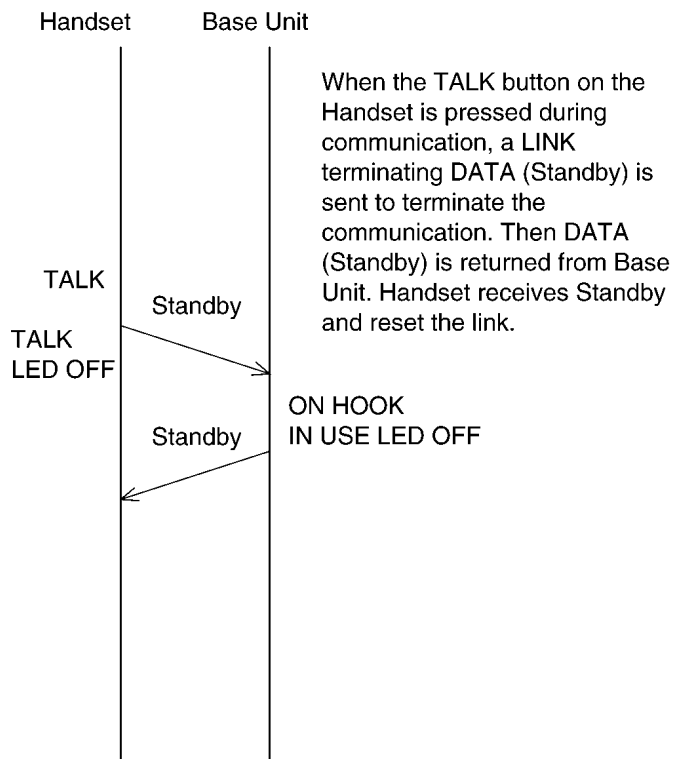 Handset
Base Unit
When the TALK button on the
Handset is pressed during
communication, a LINK
terminating DATA (Standby) is
sent to terminate the
communication. Then DATA
(Standby) is returned from Base
Unit. Handset receives Standby
and reset the link.
TALK
Standby
TALK
LED OFF
ON HOOK
IN USE LED OFF
Standby